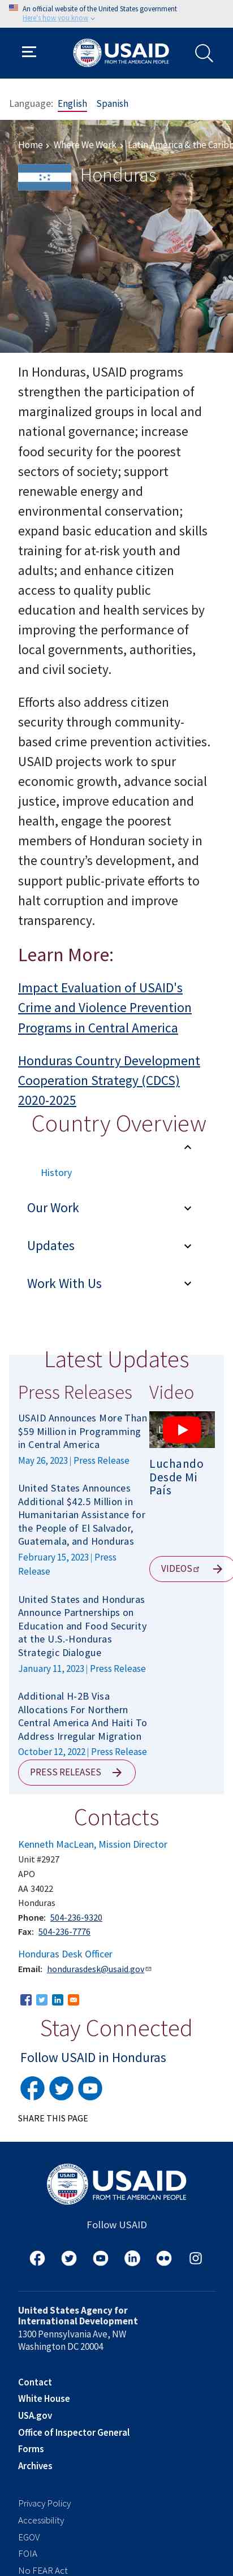 An official website of the United States government
Here's how you know
USAID
FROM THE AMERICAN PEOPLE
Language: English Spanish
Home › Where We Work › Latin America & the
Honduras
In Honduras, USAID programs
strengthen the participation of
marginalized groups in local and
national governance; increase
food security for the poorest
sectors of society; support
renewable energy and
environmental conservation;
expand basic education and skills
training for at-risk youth and
adults; and enhance citizen
access to quality public
education and health services by
improving the performance of
local governments, authorities,
and civil society.
Efforts also address citizen
security through community-
based crime prevention activities.
USAID projects work to spur
economic growth, advance social
justice, improve education and
health, and engage the poorest
members of Honduran society in
the country’s development, and
support public-private efforts to
halt corruption and improve
transparency.
Learn More:
Impact Evaluation of USAID's
Crime and Violence Prevention
Programs in Central America
Honduras Country Development
Cooperation Strategy (CDCS)
2020-2025
Country Overview
History
Our Work
Updates
Work With Us
Latest Updates
Press Releases
USAID Announces More Than
$59 Million in Programming
in Central America
May 26, 2023 | Press Release
United States Announces
Additional $42.5 Million in
Humanitarian Assistance for
the People of El Salvador,
Guatemala, and Honduras
February 15, 2023 | Press
Release
United States and Honduras
Announce Partnerships on
Education and Food Security
at the U.S.-Honduras
Strategic Dialogue
January 11, 2023 | Press Release
Additional H-2B Visa
Allocations For Northern
Central America And Haiti To
Address Irregular Migration
October 12, 2022 | Press Release
PRESS RELEASES
Video
Luchando
Desde Mi
País
VIDEOS
Contacts
Kenneth MacLean, Mission Director
Unit #2927
APO
AA 34022
Honduras
Phone: 504-236-9320
Fax: 504-236-7776
Honduras Desk Officer
Email: hondurasdesk@usaid.gov
Stay Connected
Follow USAID in Honduras
SHARE THIS PAGE
USAID
FROM THE AMERICAN PEOPLE
Follow USAID
United States Agency for
International Development
1300 Pennsylvania Ave, NW
Washington DC 20004
Contact
White House
USA.gov
Office of Inspector General
Forms
Archives
Privacy Policy
Accessibility
EGOV
FOIA
No FEAR Act